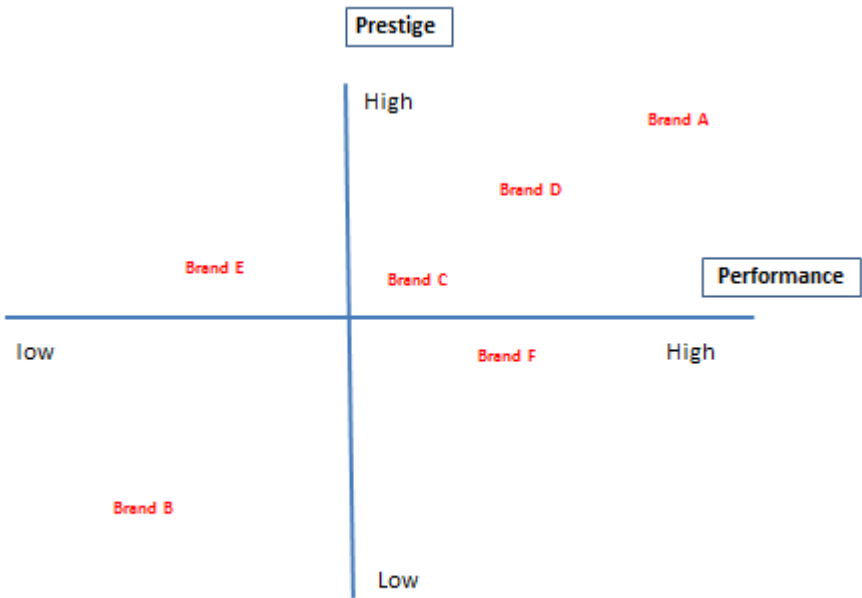 Prestige
High
Brand A
Brand D
Brand E
Brand C
Performance
low
Brand F
High
Brand B
Low